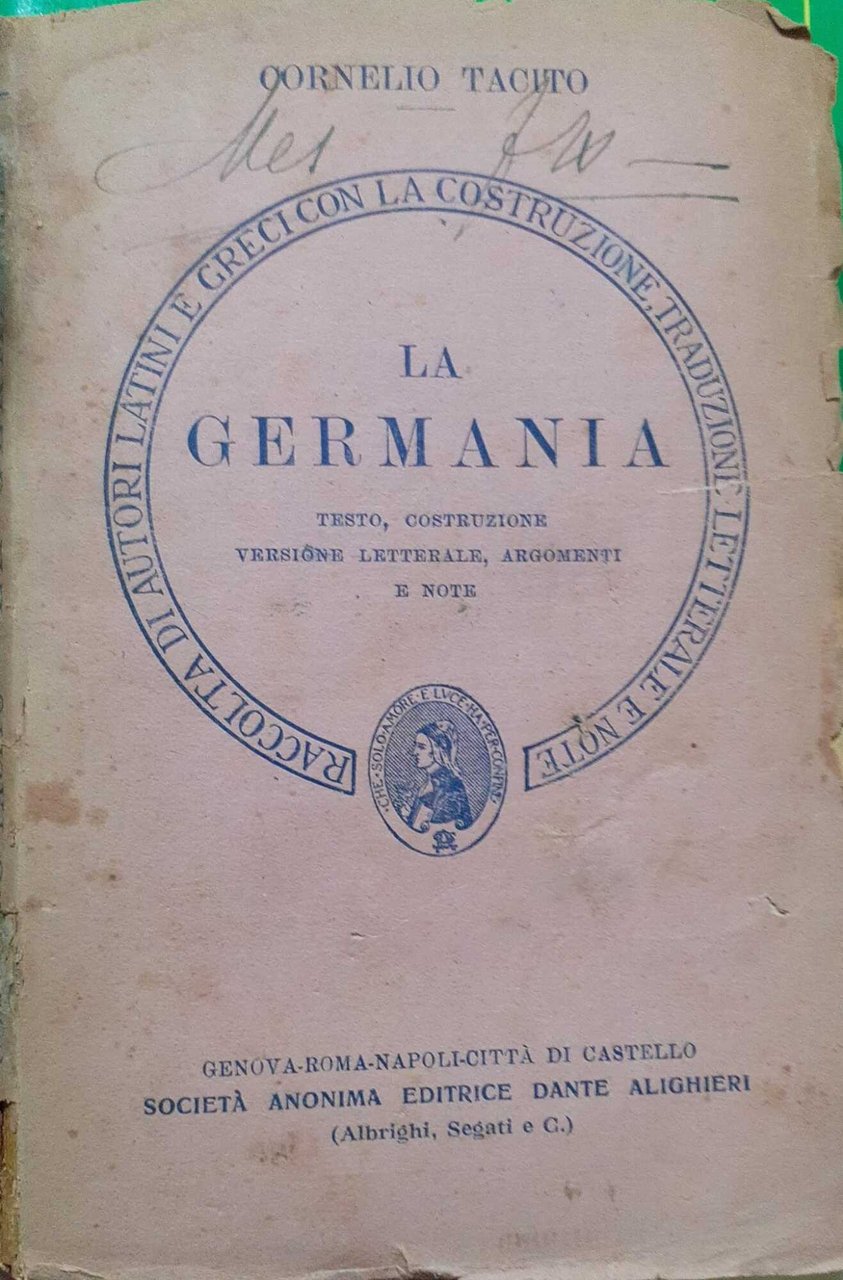 CORNELIO TACITO
RACCOLTA DI AUTORI LATINI E GRECI CON LA COSTRUZIONE, TRADUZIONE LETTERALE E NOTE
LA
GERMANIA
TESTO, COSTRUZIONE
VERSIONE LETTERALE, ARGOMENTI
E NOTE
·CHE·SOLO·AMORE·E·LVCE·HA·PER·CONFINE·
GENOVA-ROMA-NAPOLI-CITTÀ DI CASTELLO
SOCIETÀ ANONIMA EDITRICE DANTE ALIGHIERI
(Albrighi, Segati e C.)